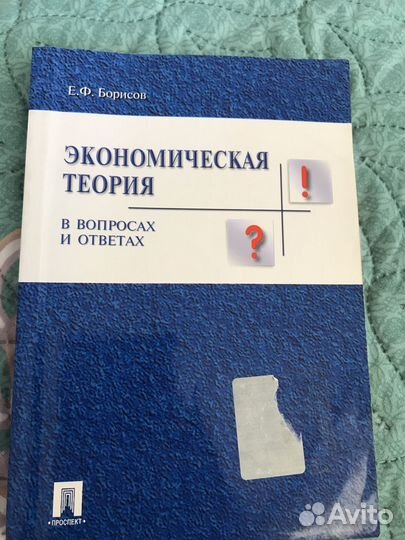 Е.Ф. Борисов
ЭКОНОМИЧЕСКАЯ
ТЕОРИЯ
!
В ВОПРОСАХ
И ОТВЕТАХ
?
ПРОСПЕКТ
Avito